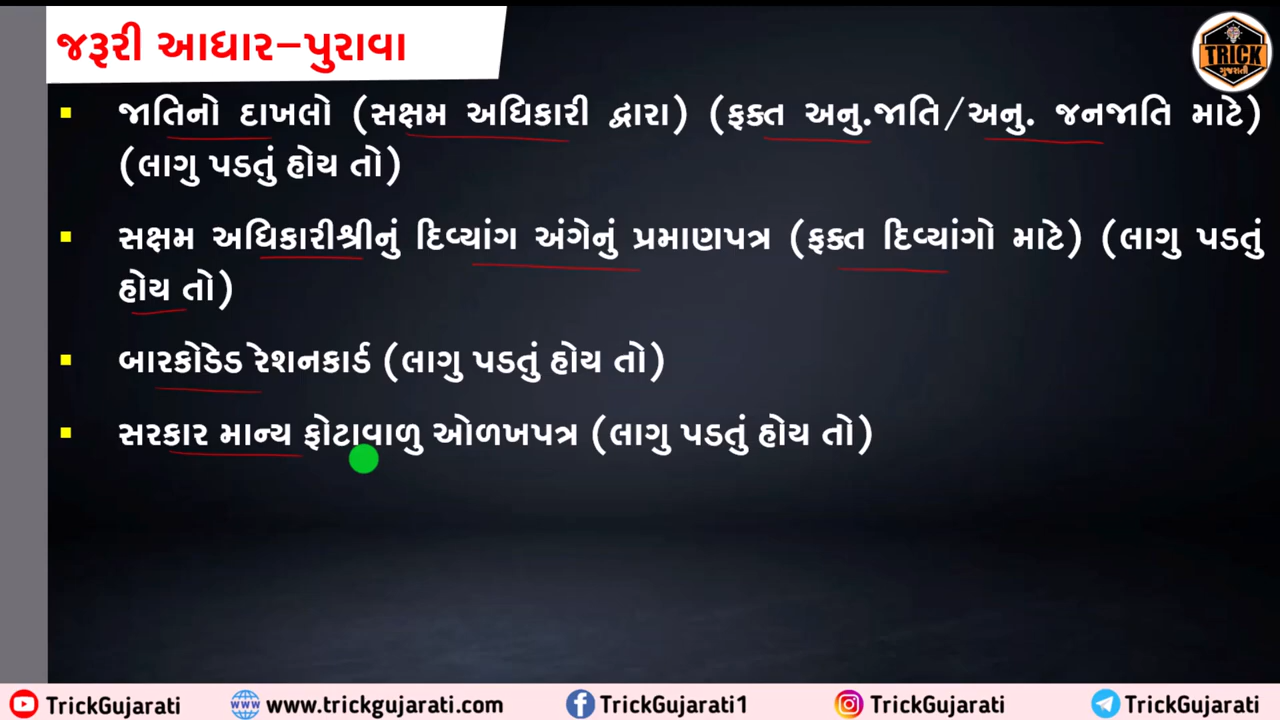 જરૂરી આધાર-પુરાવા
TRICK
ગુજરાતી
જાતિનો દાખલો (સક્ષમ અધિકારી દ્વારા) (ફક્ત અનુ.જાતિ/અનુ. જનજાતિ માટે)
(લાગુ પડતું હોય તો)
સક્ષમ અધિકારીશ્રીનું દિવ્યાંગ અંગેનું પ્રમાણપત્ર (ફક્ત દિવ્યાંગો માટે) (લાગુ પડતું
હોય તો)
બારકોડેડ રેશનકાર્ડ (લાગુ પડતું હોય તો)
સરકાર માન્ય ફોટાવાળુ ઓળખપત્ર (લાગુ પડતું હોય તો)
TrickGujarati www www.trickgujarati.com TrickGujarati1 TrickGujarati TrickGujarati